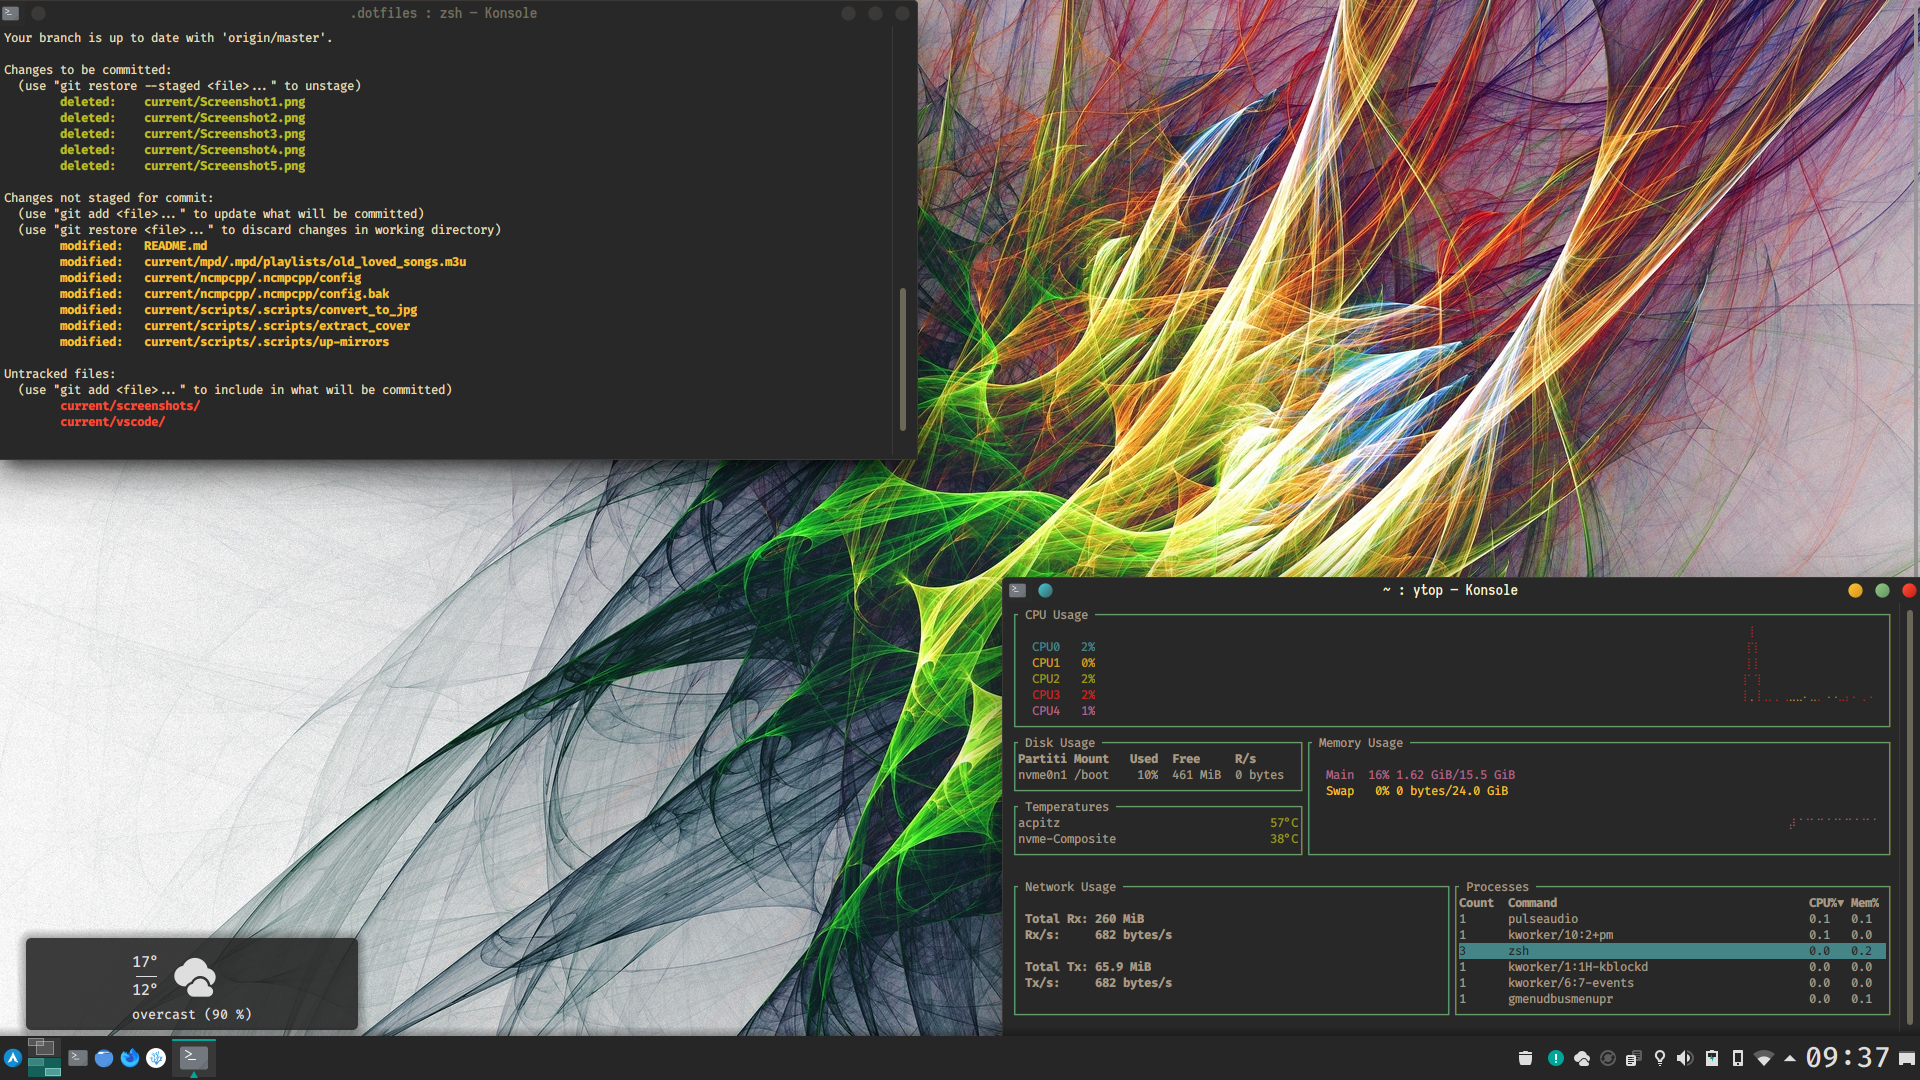 .dotfiles : zsh — Konsole
Your branch is up to date with 'origin/master'.
Changes to be committed:
(use "git restore --staged <file>..." to unstage)
deleted: current/Screenshot1.png
deleted: current/Screenshot2.png
deleted: current/Screenshot3.png
deleted: current/Screenshot4.png
deleted: current/Screenshot5.png
Changes not staged for commit:
(use "git add <file>..." to update what will be committed)
(use "git restore <file>..." to discard changes in working directory)
modified: README.md
modified: current/mpd/.mpd/playlists/old_loved_songs.m3u
modified: current/ncmpcpp/.ncmpcpp/config
modified: current/ncmpcpp/.ncmpcpp/config.bak
modified: current/scripts/.scripts/convert_to_jpg
modified: current/scripts/.scripts/extract_cover
modified: current/scripts/.scripts/up-mirrors
Untracked files:
(use "git add <file>..." to include in what will be committed)
current/screenshots/
current/vscode/
~ : ytop — Konsole
CPU Usage
CPU0 2%
CPU1 0%
CPU2 2%
CPU3 2%
CPU4 1%
Disk Usage
Partiti Mount Used Free R/s
nvme0n1 /boot 10% 461 MiB 0 bytes
Memory Usage
Main 16% 1.62 GiB/15.5 GiB
Swap 0% 0 bytes/24.0 GiB
Temperatures
acpitz 57°C
nvme-Composite 38°C
Network Usage
Total Rx: 260 MiB
Rx/s: 682 bytes/s
Total Tx: 65.9 MiB
Tx/s: 682 bytes/s
Processes
Count Command CPU%▼ Mem%
1 pulseaudio 0.1 0.1
1 kworker/10:2+pm 0.1 0.0
3 zsh 0.0 0.2
1 kworker/1:1H-kblockd 0.0 0.0
1 kworker/6:7-events 0.0 0.0
1 gmenudbusmenupr 0.0 0.1
17°
12°
overcast (90 %)
09:37